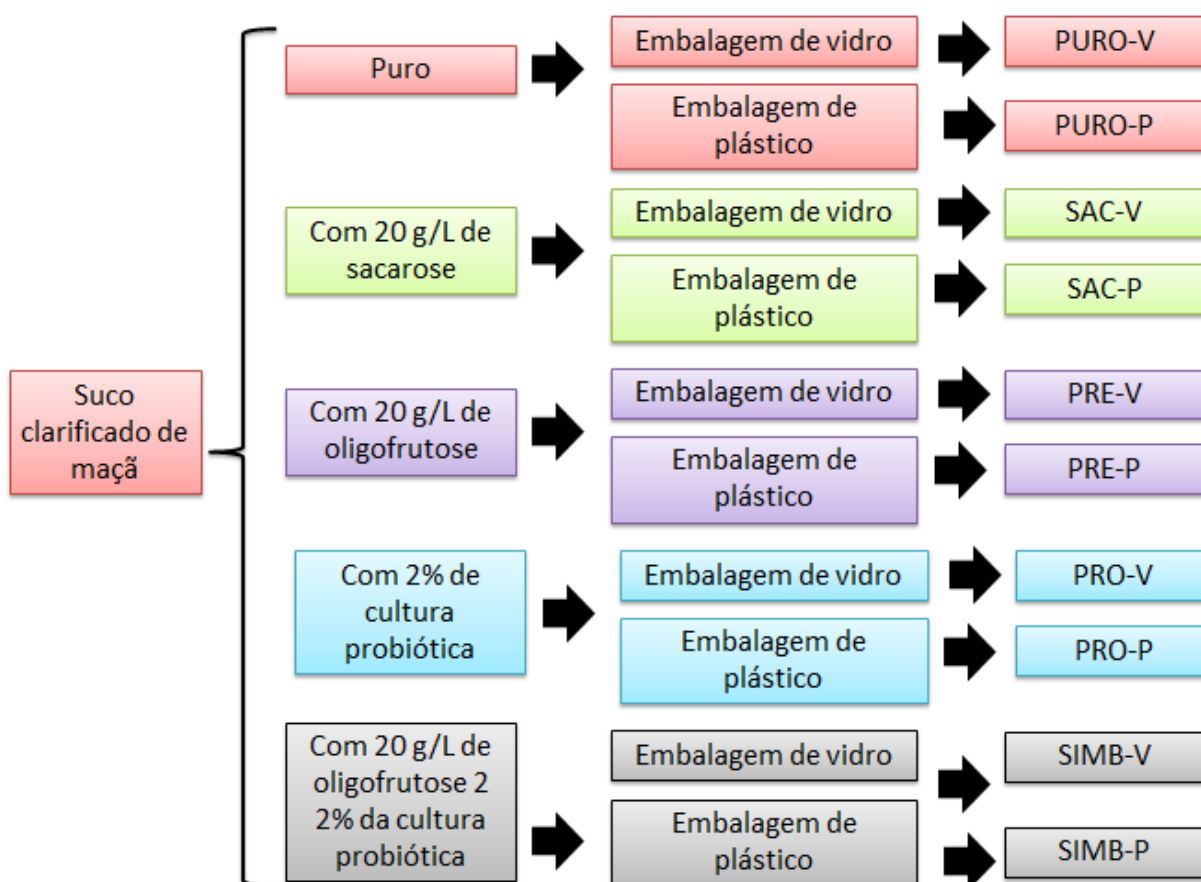 Suco
clarificado de
maçã
Puro
Embalagem de vidro
PURO-V
Embalagem de
plástico
PURO-P
Com 20 g/L de
sacarose
Embalagem de vidro
SAC-V
Embalagem de
plástico
SAC-P
Com 20 g/L de
oligofrutose
Embalagem de vidro
PRE-V
Embalagem de
plástico
PRE-P
Com 2% de
cultura
probiótica
Embalagem de vidro
PRO-V
Embalagem de
plástico
PRO-P
Com 20 g/L de
oligofrutose 2
2% da cultura
probiótica
Embalagem de vidro
SIMB-V
Embalagem de
plástico
SIMB-P